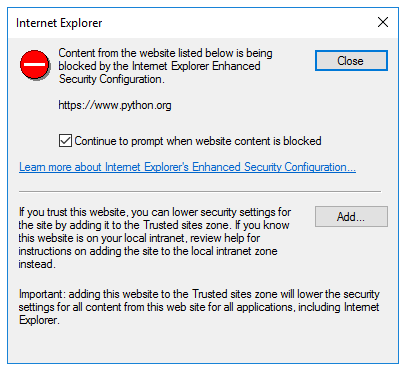 Internet Explorer
Content from the website listed below is being
blocked by the Internet Explorer Enhanced
Security Configuration.
Close
https://www.python.org
Continue to prompt when website content is blocked
Learn more about Internet Explorer's Enhanced Security Configuration...
If you trust this website, you can lower security settings for
the site by adding it to the Trusted sites zone. If you know
this website is on your local intranet, review help for
instructions on adding the site to the local intranet zone
instead.
Add...
Important: adding this website to the Trusted sites zone will lower the security
settings for all content from this web site for all applications, including Internet
Explorer.